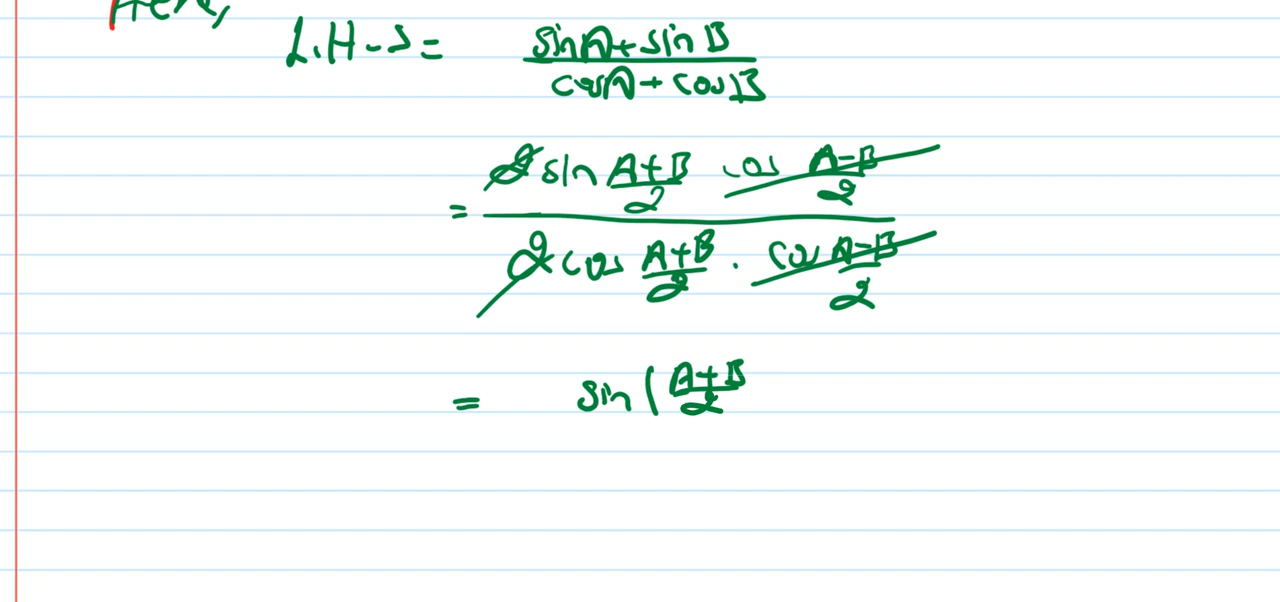 Here,
L.H-S = sinA+sinB / cosA+cosB
= 2 sin A+B/2 cos A-B/2 / 2 cos A+B/2 . cos A-B/2
= sin(A+B/2